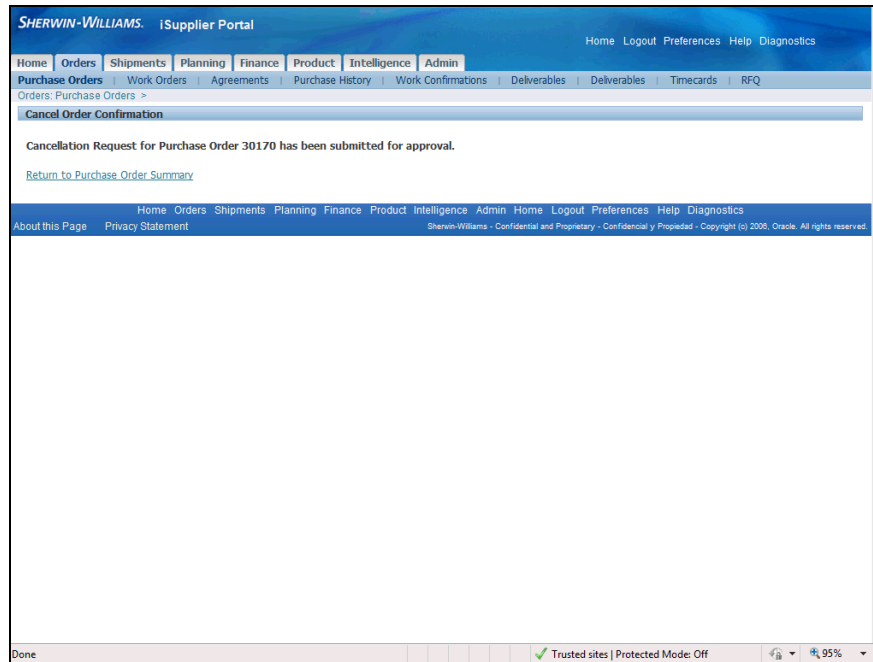 SHERWIN-WILLIAMS. iSupplier Portal
Home Logout Preferences Help Diagnostics
Home Orders Shipments Planning Finance Product Intelligence Admin
Purchase Orders | Work Orders | Agreements | Purchase History | Work Confirmations | Deliverables | Deliverables | Timecards | RFQ
Orders: Purchase Orders >
Cancel Order Confirmation
Cancellation Request for Purchase Order 30170 has been submitted for approval.
Return to Purchase Order Summary
Home Orders Shipments Planning Finance Product Intelligence Admin Home Logout Preferences Help Diagnostics
About this Page Privacy Statement Sherwin-Williams - Confidential and Proprietary - Confidencial y Propiedad - Copyright (c) 2006, Oracle. All rights reserved.
Done Trusted sites | Protected Mode: Off 95%